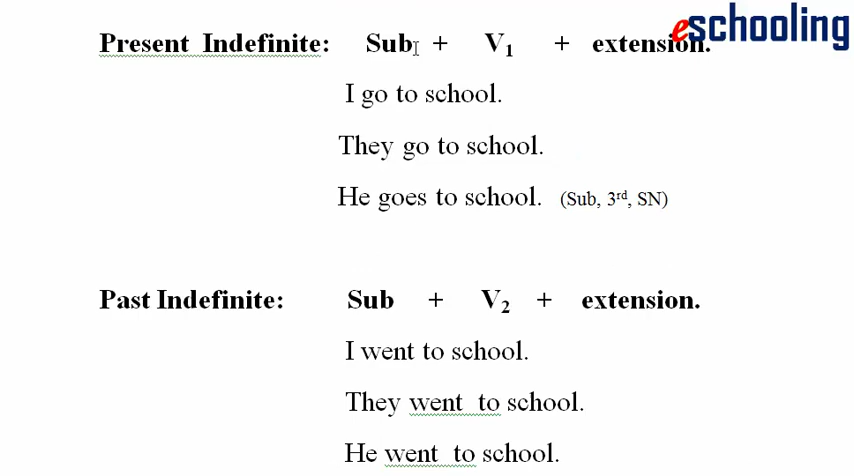 eschooling
Present Indefinite: Sub + V₁ + extension.
I go to school.
They go to school.
He goes to school. (Sub, 3ʳᵈ, SN)
Past Indefinite: Sub + V₂ + extension.
I went to school.
They went to school.
He went to school.